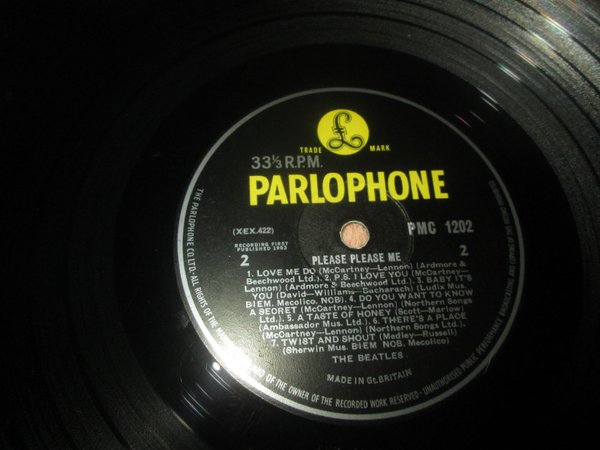 £
TRADE MARK
33⅓ R.P.M.
PARLOPHONE
(XEX.422)
PMC 1202
RECORDING FIRST
PUBLISHED 1963
2
PLEASE PLEASE ME
2
1. LOVE ME DO (McCartney—Lennon) (Ardmore &
Beechwood Ltd.) 2. P.S. I LOVE YOU (McCartney—
Lennon) (Ardmore & Beechwood Ltd.) 3. BABY IT'S
YOU (David—William—Bacharach) (Ludix Mus.
BIEM. Mecolico, NCB) 4. DO YOU WANT TO KNOW
A SECRET (McCartney—Lennon) (Northern Songs
Ltd.) 5. A TASTE OF HONEY (Scott—Marlow)
(Ambassador Mus. Ltd.) 6. THERE'S A PLACE
(McCartney—Lennon) (Northern Songs Ltd.)
7. TWIST AND SHOUT (Medley—Russell)
(Sherwin Mus. BIEM NCB. Mecolico)
THE BEATLES
MADE IN Gt. BRITAIN
THE PARLOPHONE CO. LTD. ALL RIGHTS OF THE OF THE OWNER OF THE RECORDED WORK RESERVED—UNAUTHORISED PUBLIC PERFORMANCE